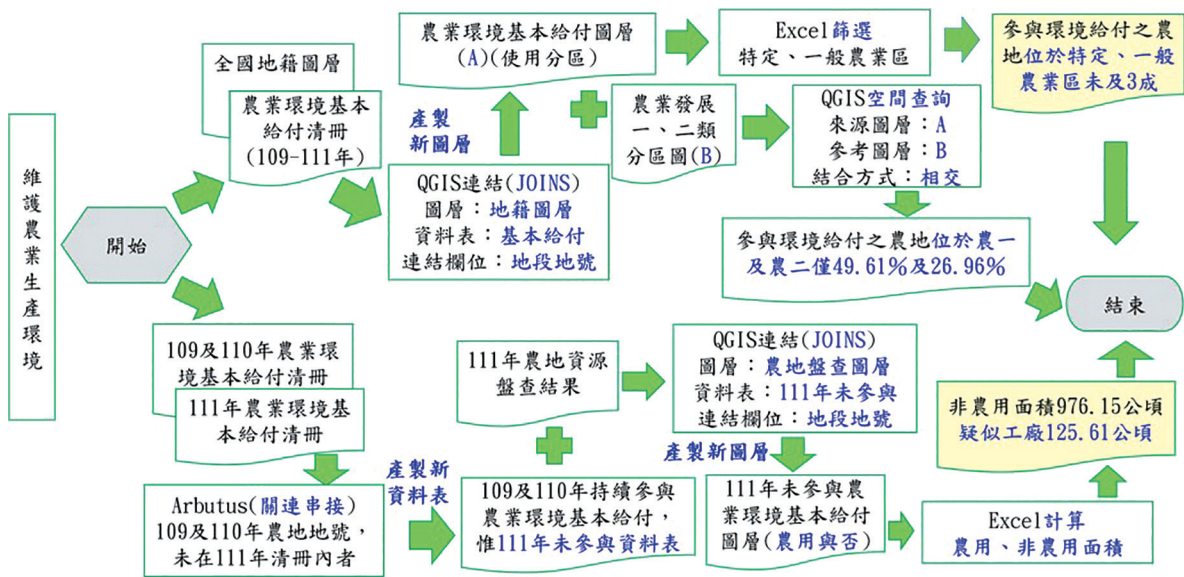 維護農業生產環境
開始
全國地籍圖層
農業環境基本
給付清冊
(109-111年)
QGIS連結(JOINS)
圖層：地籍圖層
資料表：基本給付
連結欄位：地段地號
產製
新圖層
農業環境基本給付圖層
(A)(使用分區)
Excel篩選
特定、一般農業區
參與環境給付之農
地位於特定、一般
農業區未及3成
農業發展
一、二類
分區圖(B)
QGIS空間查詢
來源圖層：A
參考圖層：B
結合方式：相交
參與環境給付之農地位於農一
及農二僅49.61%及26.96%
結束
109及110年農業環
境基本給付清冊
111年農業環境基
本給付清冊
Arbutus(關連串接)
109及110年農地地號，
未在111年清冊內者
產製新
資料表
109及110年持續參與
農業環境基本給付，
惟111年未參與資料表
111年農地資源
盤查結果
QGIS連結(JOINS)
圖層：農地盤查圖層
資料表：111年未參與
連結欄位：地段地號
產製新圖層
111年未參與農
業環境基本給付
圖層(農用與否)
Excel計算
農用、非農用面積
非農用面積976.15公頃
疑似工廠125.61公頃